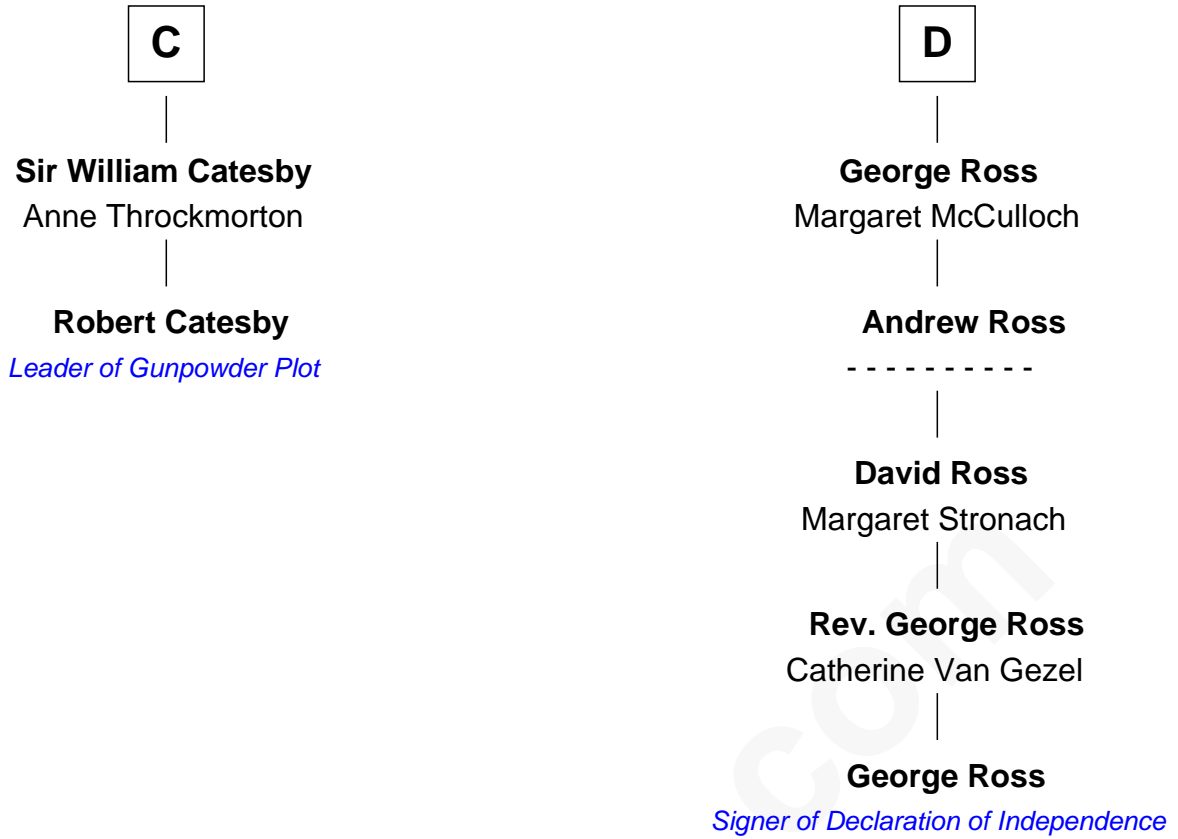 C
Sir William Catesby
Anne Throckmorton
Robert Catesby
Leader of Gunpowder Plot
D
George Ross
Margaret McCulloch
Andrew Ross
- - - - - - - - - -
David Ross
Margaret Stronach
Rev. George Ross
Catherine Van Gezel
George Ross
Signer of Declaration of Independence
com